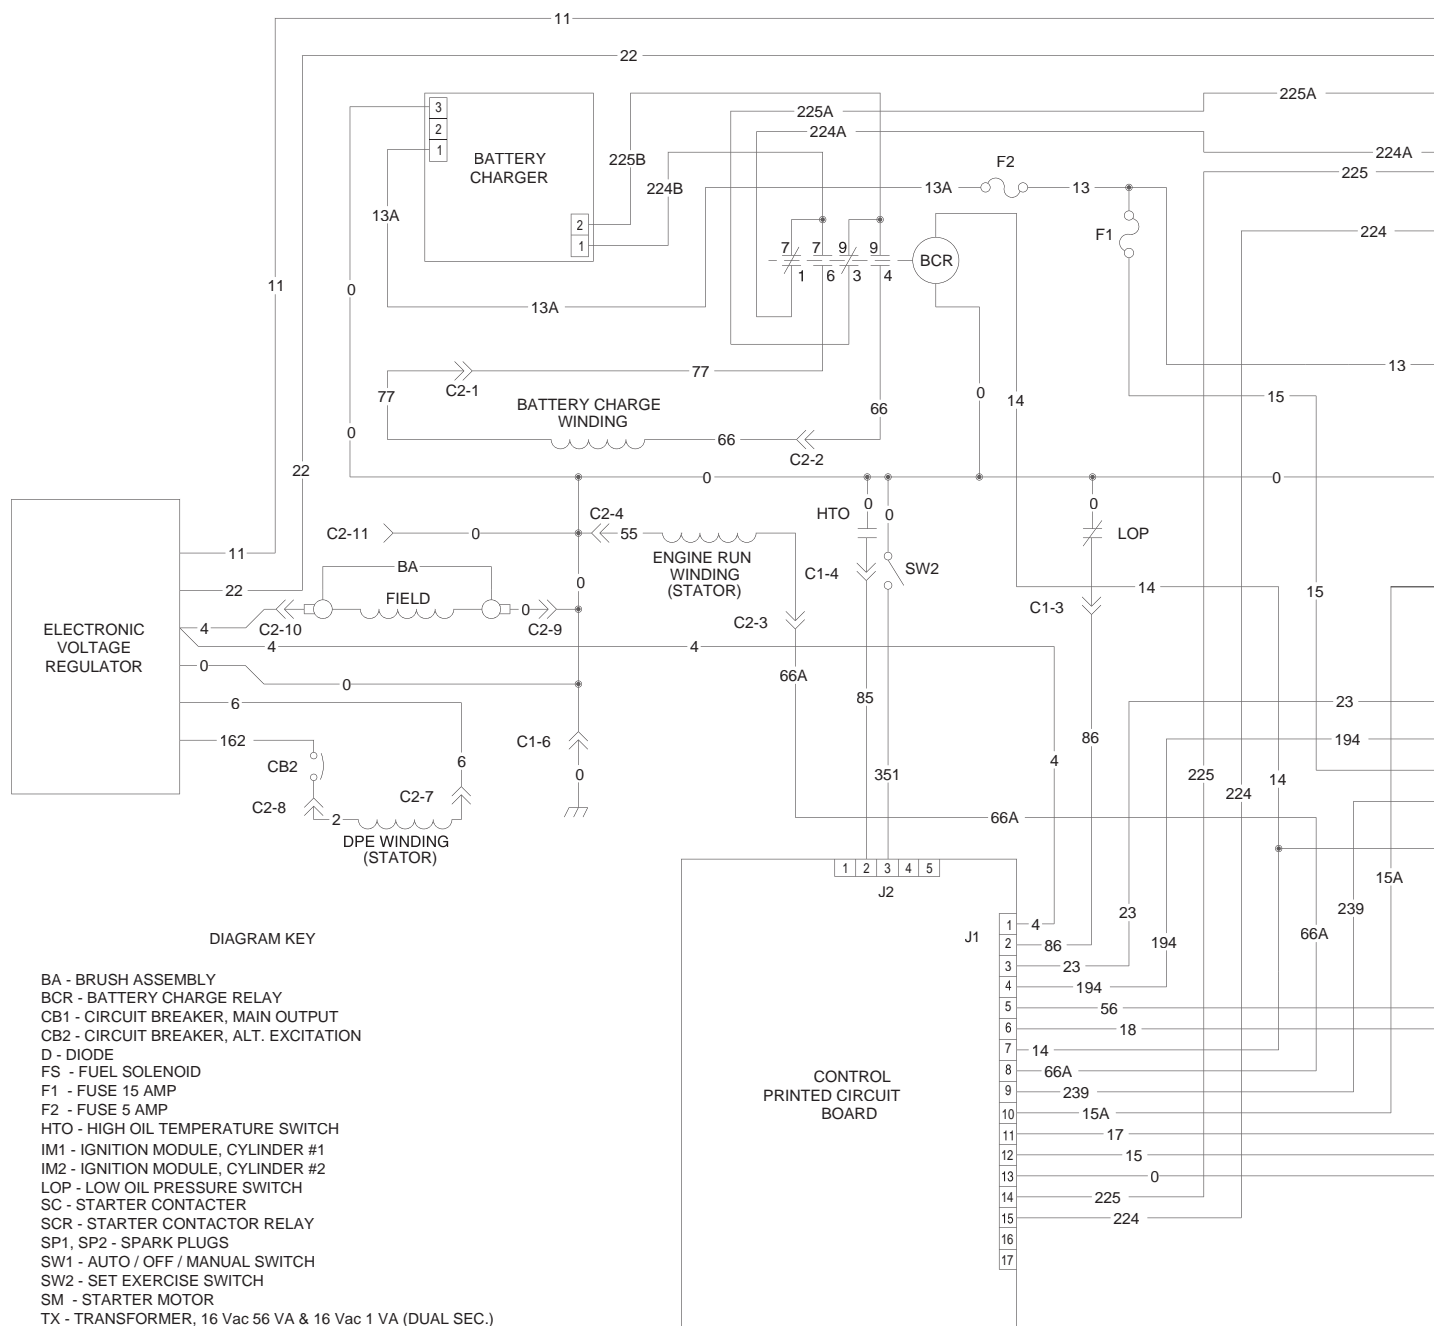 11
22
225A
225A
224A
224A
3
2
1
BATTERY
CHARGER
225B
224B
F2
225
13A
13A
13
2
1
F1
224
7
7
9
9
BCR
1
6
3
4
11
0
13A
13
77
C2-1
77
BATTERY CHARGE
WINDING
0
14
15
66
0
66
C2-2
22
0
0
0
0
0
HTO
LOP
C2-11
0
C2-4
55
11
ENGINE RUN
WINDING
(STATOR)
C1-4
SW2
BA
22
FIELD
0
14
15
C2-10
0
C2-9
C2-3
C1-3
4
ELECTRONIC
VOLTAGE
REGULATOR
4
4
0
0
66A
85
6
23
162
C1-6
86
194
CB2
6
0
351
4
225
14
C2-8
C2-7
224
2
66A
DPE WINDING
(STATOR)
1 2 3 4 5
J2
15A
239
23
DIAGRAM KEY
J1
1
4
66A
2
86
194
3
23
BA - BRUSH ASSEMBLY
4
194
BCR - BATTERY CHARGE RELAY
CB1 - CIRCUIT BREAKER, MAIN OUTPUT
5
56
CB2 - CIRCUIT BREAKER, ALT. EXCITATION
6
18
D - DIODE
7
14
FS - FUEL SOLENOID
8
66A
F1 - FUSE 15 AMP
9
239
F2 - FUSE 5 AMP
10
15A
HTO - HIGH OIL TEMPERATURE SWITCH
11
17
IM1 - IGNITION MODULE, CYLINDER #1
12
15
IM2 - IGNITION MODULE, CYLINDER #2
13
0
LOP - LOW OIL PRESSURE SWITCH
14
225
SC - STARTER CONTACTER
15
224
SCR - STARTER CONTACTOR RELAY
16
SP1, SP2 - SPARK PLUGS
17
SW1 - AUTO / OFF / MANUAL SWITCH
SW2 - SET EXERCISE SWITCH
SM - STARTER MOTOR
TX - TRANSFORMER, 16 Vac 56 VA & 16 Vac 1 VA (DUAL SEC.)
CONTROL
PRINTED CIRCUIT
BOARD